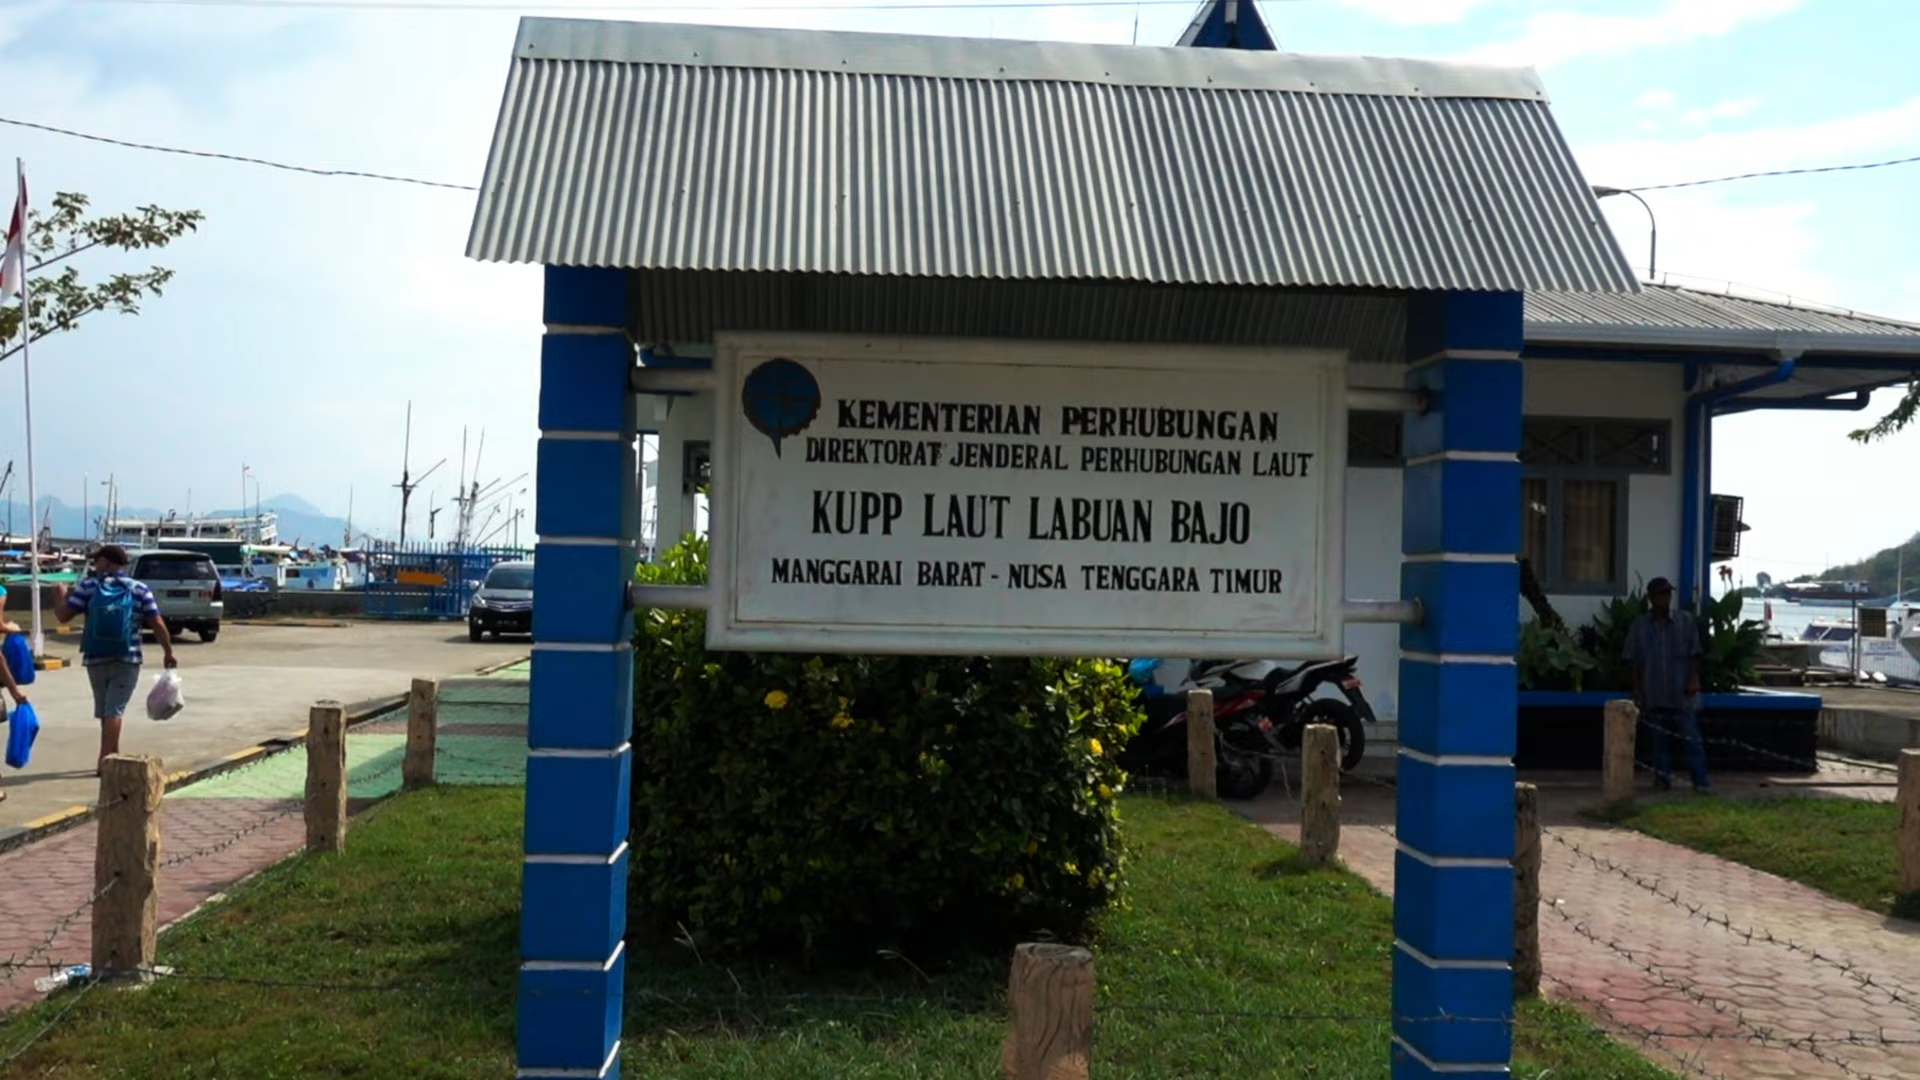 KEMENTERIAN PERHUBUNGAN
DIREKTORAT JENDERAL PERHUBUNGAN LAUT
KUPP LAUT LABUAN BAJO
MANGGARAI BARAT - NUSA TENGGARA TIMUR